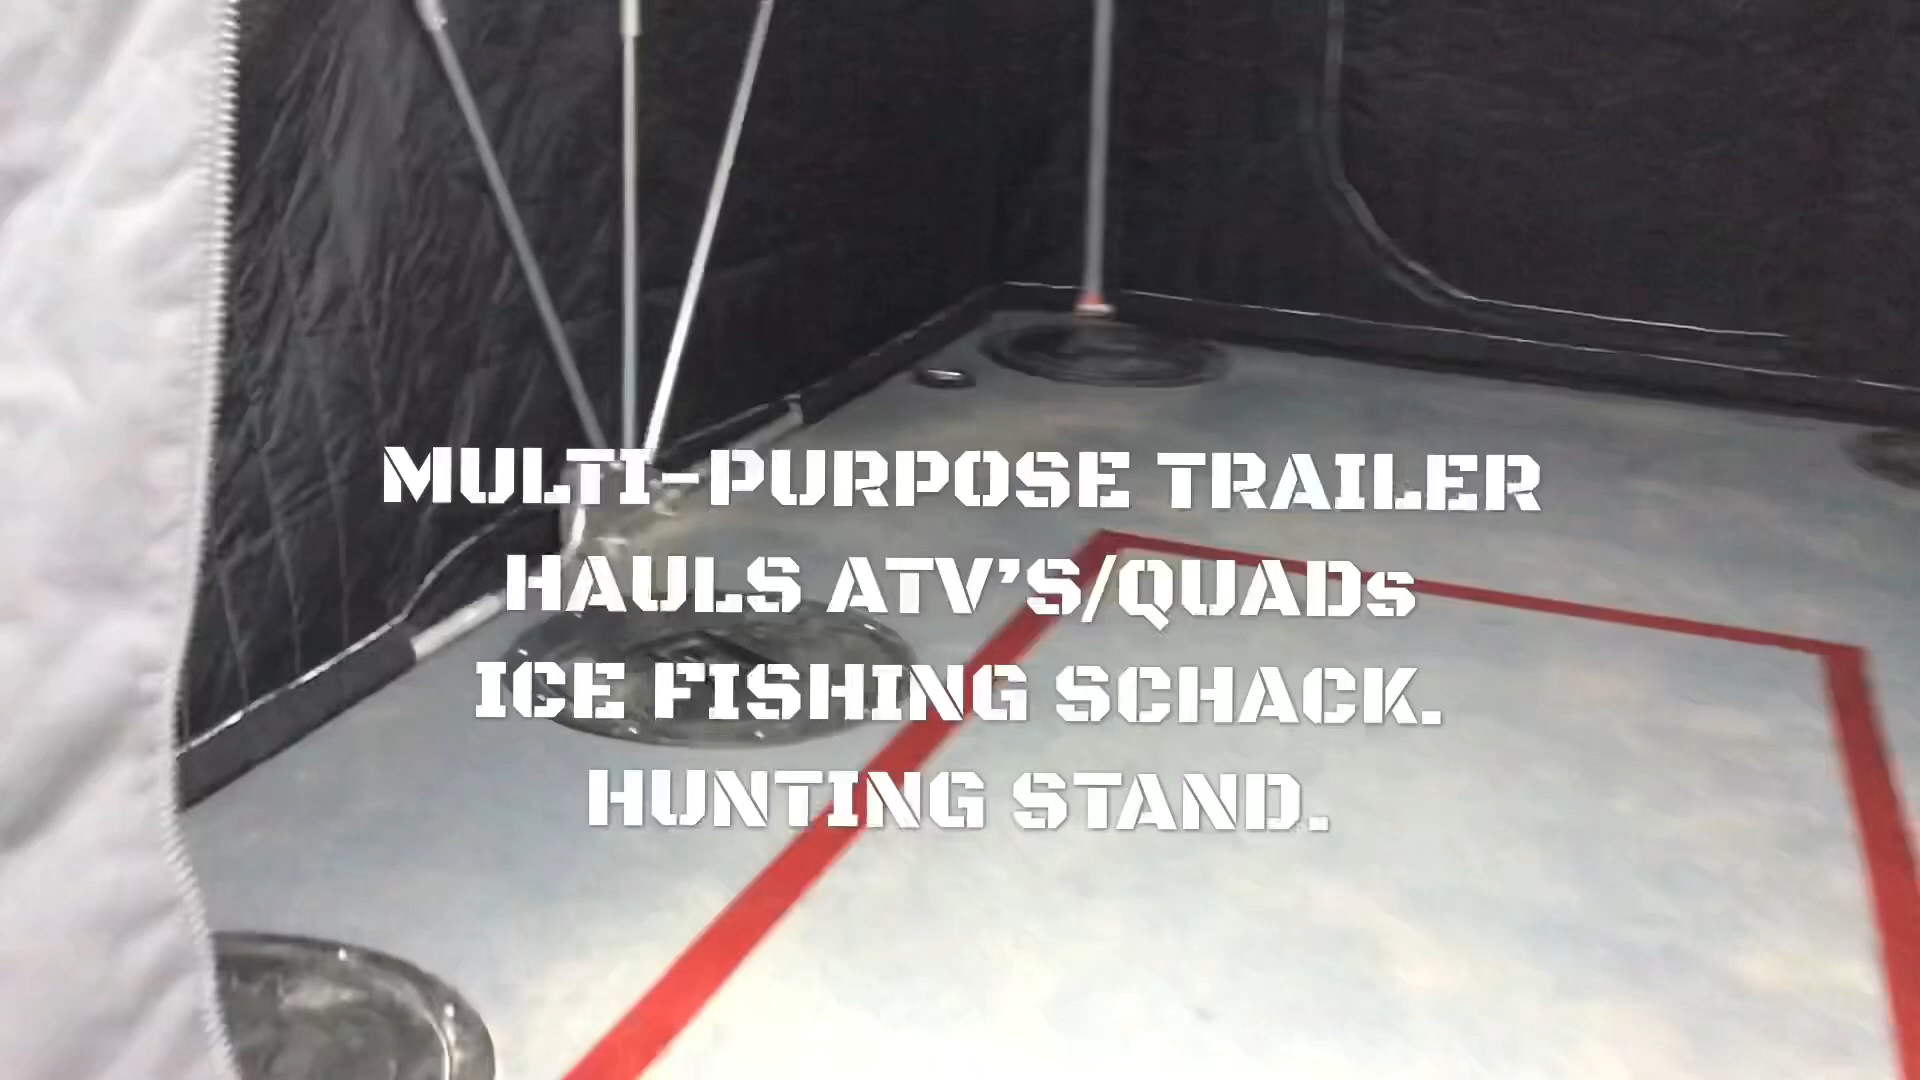 MULTI-PURPOSE TRAILER
HAULS ATV'S/QUADs
ICE FISHING SCHACK.
HUNTING STAND.